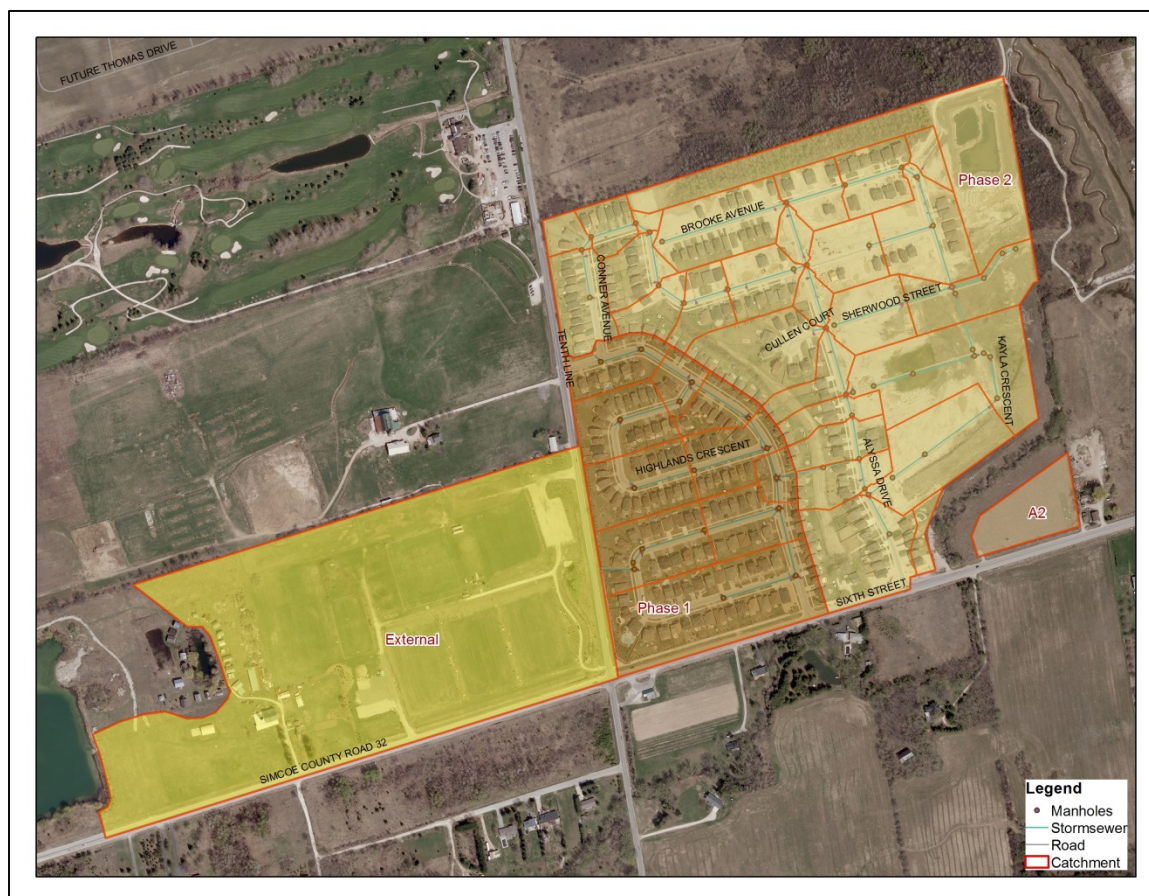 FUTURE THOMAS DRIVE
Phase 2
BROOKE AVENUE
CONNER AVENUE
TENTH LINE
SHERWOOD STREET
CULLEN COURT
KAYLA CRESCENT
HIGHLANDS CRESCENT
ALYSSA DRIVE
A2
SIXTH STREET
Phase 1
External
SIMCOE COUNTY ROAD 32
Legend
Manholes
Stormsewer
Road
Catchment